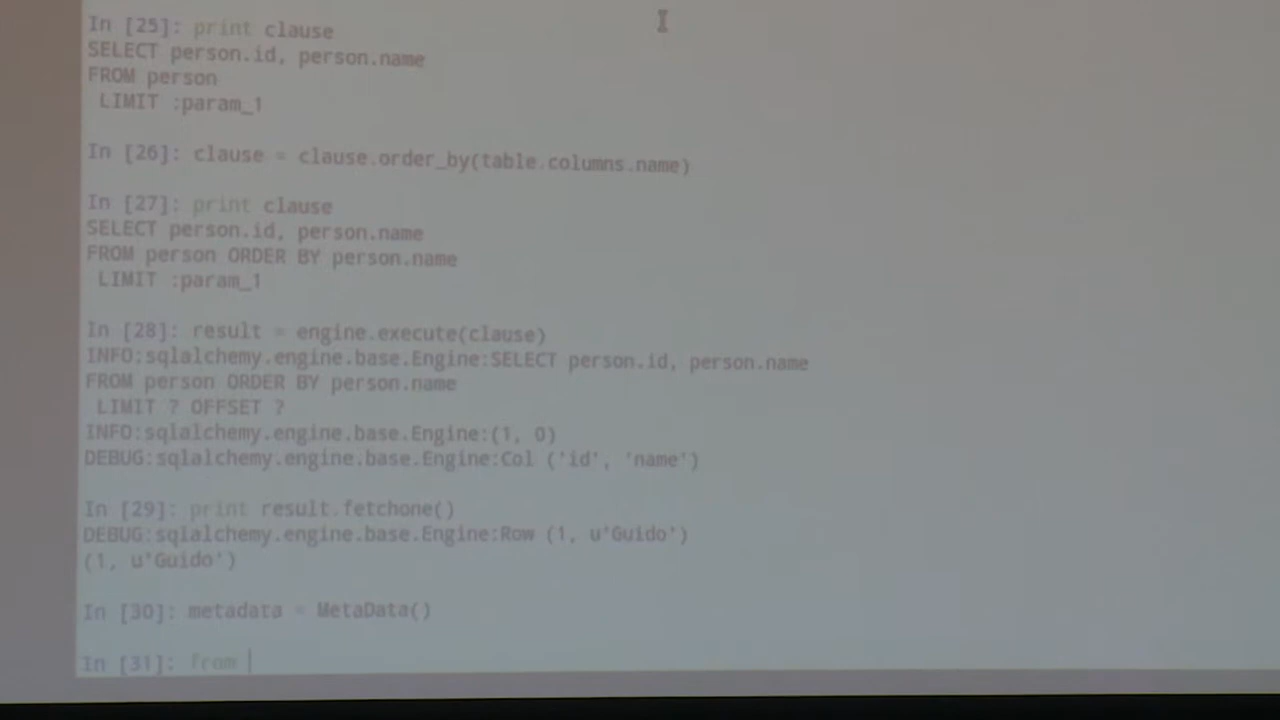 In [25]: print clause
SELECT person.id, person.name
FROM person
 LIMIT :param_1
In [26]: clause = clause.order_by(table.columns.name)
In [27]: print clause
SELECT person.id, person.name
FROM person ORDER BY person.name
 LIMIT :param_1
In [28]: result = engine.execute(clause)
INFO:sqlalchemy.engine.base.Engine:SELECT person.id, person.name
FROM person ORDER BY person.name
 LIMIT ? OFFSET ?
INFO:sqlalchemy.engine.base.Engine:(1, 0)
DEBUG:sqlalchemy.engine.base.Engine:Col ('id', 'name')
In [29]: print result.fetchone()
DEBUG:sqlalchemy.engine.base.Engine:Row (1, u'Guido')
(1, u'Guido')
In [30]: metadata = MetaData()
In [31]: from